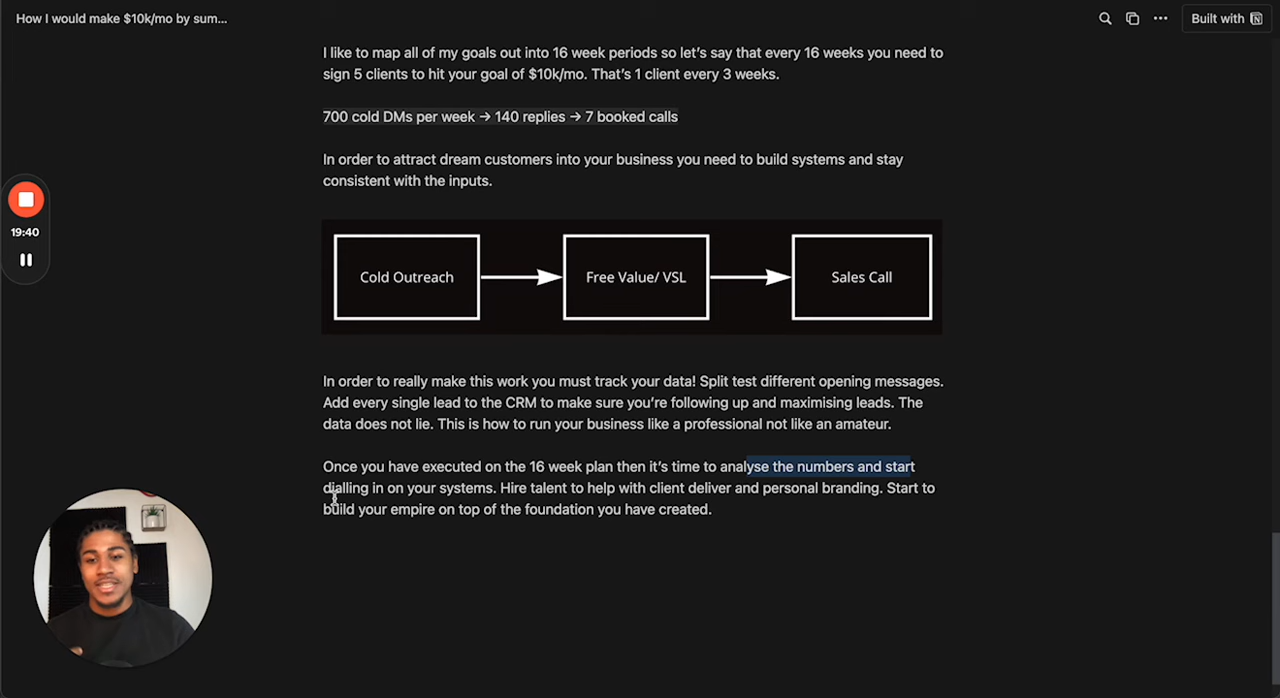 How I would make $10k/mo by sum...
Built with
I like to map all of my goals out into 16 week periods so let's say that every 16 weeks you need to
sign 5 clients to hit your goal of $10k/mo. That's 1 client every 3 weeks.
700 cold DMs per week → 140 replies → 7 booked calls
In order to attract dream customers into your business you need to build systems and stay
consistent with the inputs.
19:40
Cold Outreach
Free Value/ VSL
Sales Call
In order to really make this work you must track your data! Split test different opening messages.
Add every single lead to the CRM to make sure you're following up and maximising leads. The
data does not lie. This is how to run your business like a professional not like an amateur.
Once you have executed on the 16 week plan then it's time to analyse the numbers and start
dialling in on your systems. Hire talent to help with client deliver and personal branding. Start to
build your empire on top of the foundation you have created.